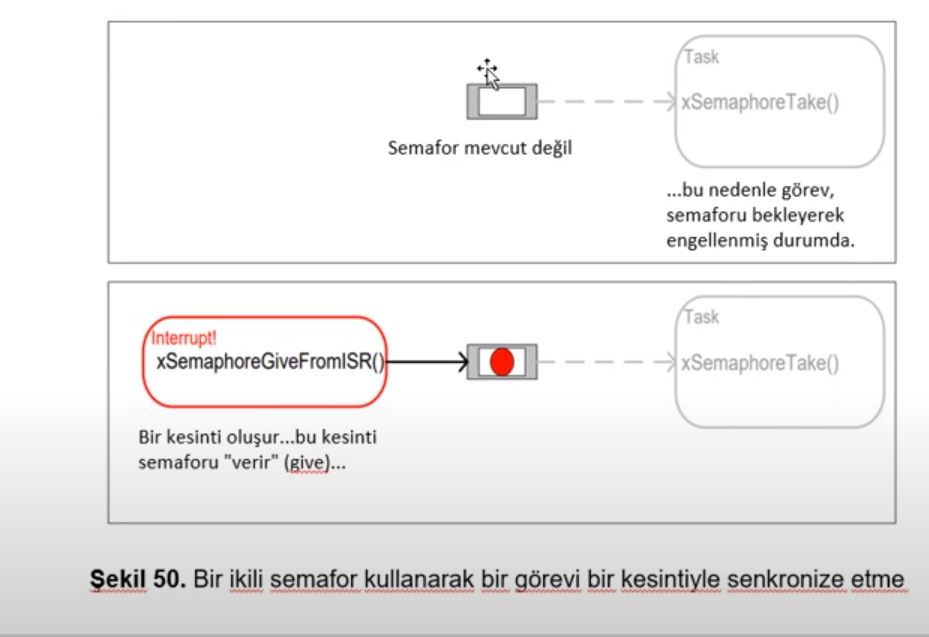 Task
xSemaphoreTake()
Semafor mevcut değil
...bu nedenle görev,
semaforu bekleyerek
engellenmiş durumda.
Interrupt!
xSemaphoreGiveFromISR()
Task
xSemaphoreTake()
Bir kesinti oluşur...bu kesinti
semaforu "verir" (give)...
Şekil 50. Bir ikili semafor kullanarak bir görevi bir kesintiyle senkronize etme